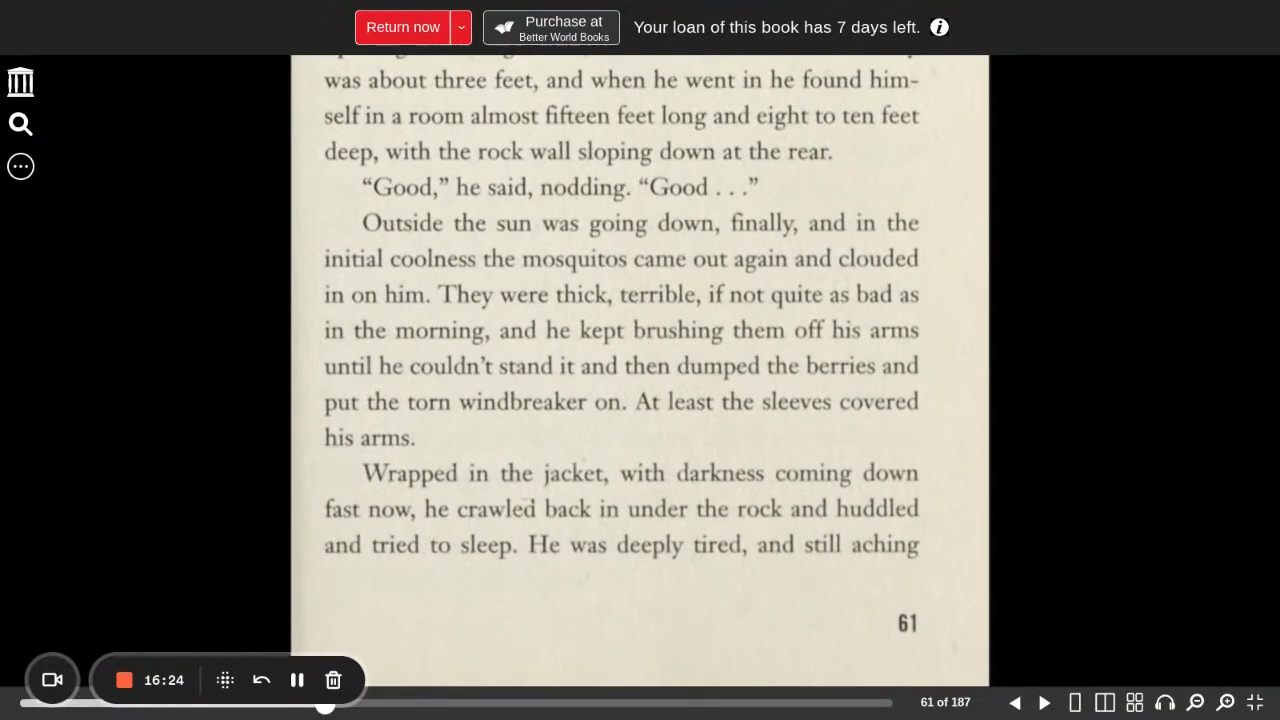 Return now
Purchase at
Better World Books
Your loan of this book has 7 days left.
was about three feet, and when he went in he found him-
self in a room almost fifteen feet long and eight to ten feet
deep, with the rock wall sloping down at the rear.
“Good,” he said, nodding. “Good . . .”
Outside the sun was going down, finally, and in the
initial coolness the mosquitos came out again and clouded
in on him. They were thick, terrible, if not quite as bad as
in the morning, and he kept brushing them off his arms
until he couldn’t stand it and then dumped the berries and
put the torn windbreaker on. At least the sleeves covered
his arms.
Wrapped in the jacket, with darkness coming down
fast now, he crawled back in under the rock and huddled
and tried to sleep. He was deeply tired, and still aching
61
16:24
61 of 187